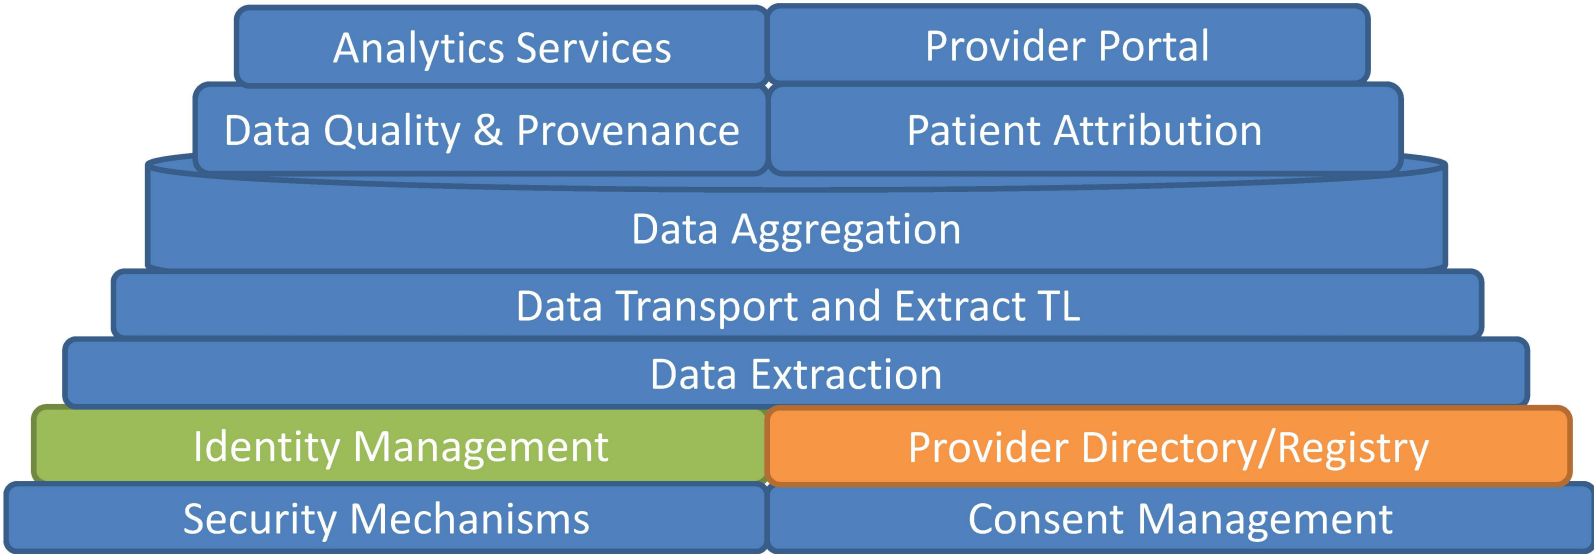 Analytics Services
Provider Portal
Data Quality & Provenance
Patient Attribution
Data Aggregation
Data Transport and Extract TL
Data Extraction
Identity Management
Provider Directory/Registry
Security Mechanisms
Consent Management